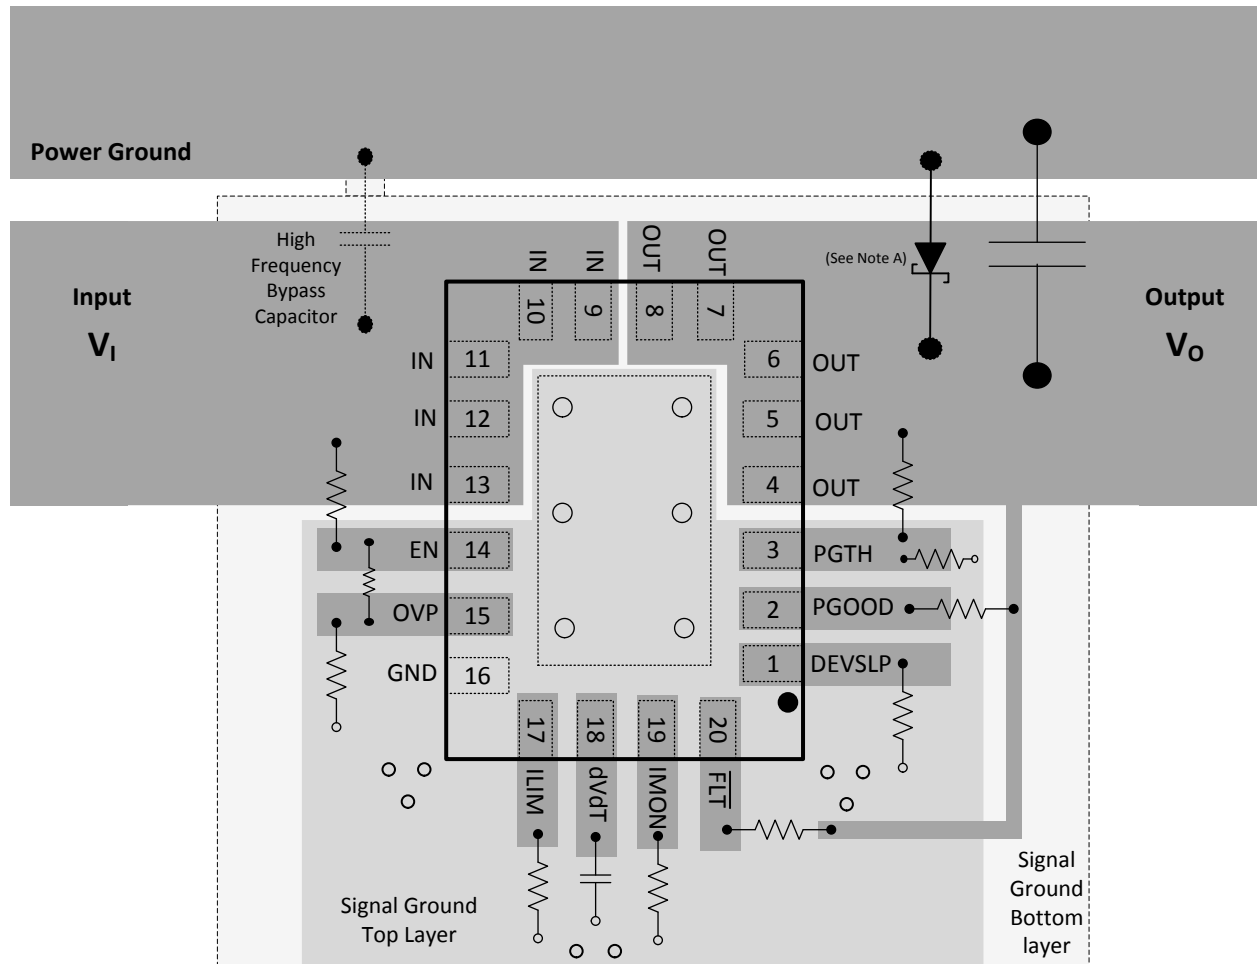 Power Ground
High
Frequency
Bypass
Capacitor
Input
VI
IN
IN
OUT
OUT
10
9
8
7
(See Note A)
Output
VO
IN
11
6
OUT
IN
12
5
OUT
IN
13
4
OUT
EN
14
3
PGTH
OVP
15
2
PGOOD
GND
16
1
DEVSLP
17
18
19
20
ILIM
dVdT
IMON
FLT
Signal Ground
Top Layer
Signal
Ground
Bottom
layer